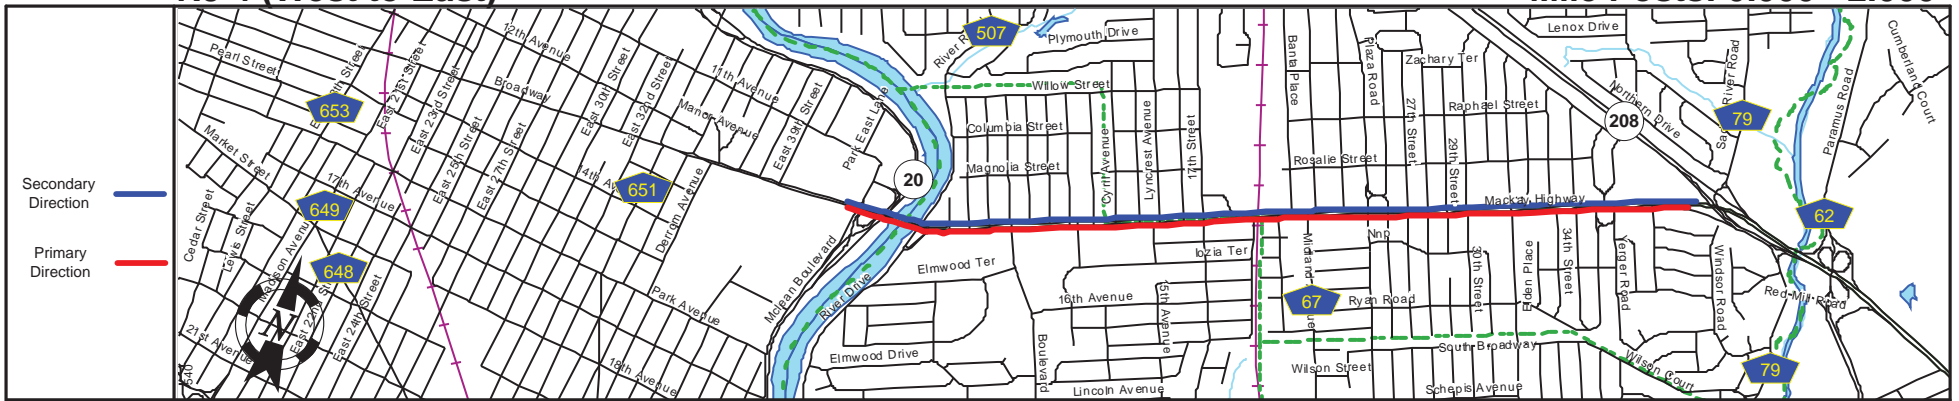 Secondary
Direction
Primary
Direction
Pearl Street
12th Avenue
Broadway
11th Avenue
Manor Avenue
East 21st Street
East 23rd Street
East 25th Street
East 27th Street
East 30th Street
East 32nd Street
East 39th Street
Park East Lane
653
Market Street
17th Avenue
649
651
648
Cedar Street
Lewis Street
Derrom Avenue
21st Avenue
East 24th Street
Park Avenue
18th Avenue
McLean Boulevard
River Drive
540
N
20
507
Plymouth Drive
Willow Street
Columbia Street
Magnolia Street
Cyril Avenue
Lyncrest Avenue
17th Street
Elmwood Ter
Elmwood Drive
16th Avenue
15th Avenue
Boulevard
Lincoln Avenue
Iozia Ter
Banta Place
Plaza Road
Zachary Ter
27th Street
Raphael Street
29th Street
Rosalie Street
Mackay Highway
Nnp
67
Ryan Road
30th Street
Eden Place
34th Street
Yerger Road
Windsor Road
South Broadway
Wilson Street
Schepis Avenue
Wilson Court
Lenox Drive
Northern Drive
208
79
Paramus Road
Cumberland Court
62
Red Mill Road
79